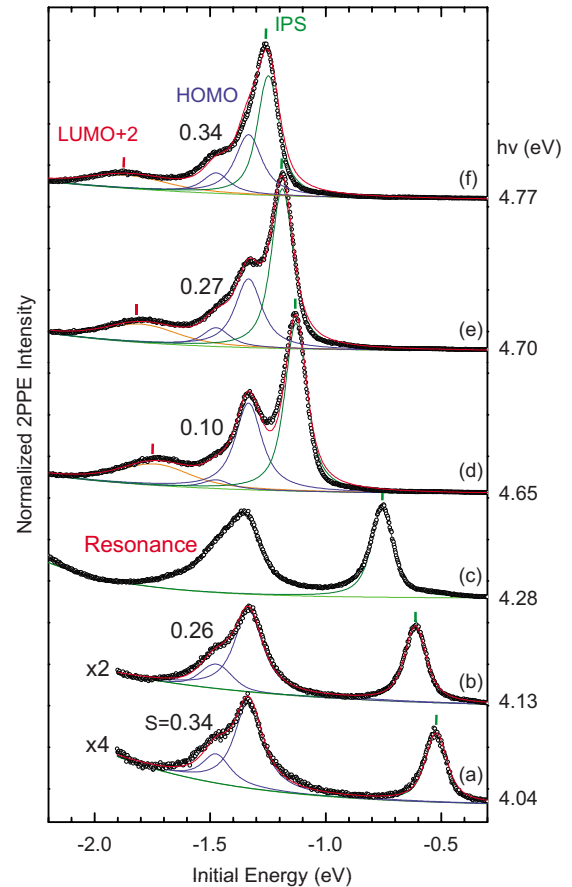 IPS
HOMO
LUMO+2
0.34
hν (eV)
(f)
4.77
0.27
(e)
4.70
0.10
(d)
4.65
Resonance
(c)
4.28
0.26
x2
(b)
4.13
S=0.34
x4
(a)
4.04
Normalized 2PPE Intensity
-2.0 -1.5 -1.0 -0.5
Initial Energy (eV)